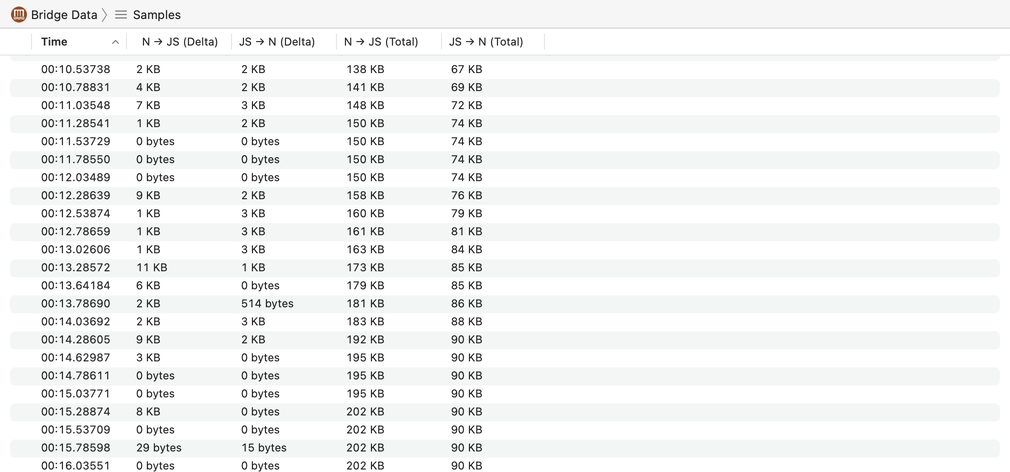 Bridge Data Samples
Time N → JS (Delta) JS → N (Delta) N → JS (Total) JS → N (Total)
00:10.53738 2 KB 2 KB 138 KB 67 KB
00:10.78831 4 KB 2 KB 141 KB 69 KB
00:11.03548 7 KB 3 KB 148 KB 72 KB
00:11.28541 1 KB 2 KB 150 KB 74 KB
00:11.53729 0 bytes 0 bytes 150 KB 74 KB
00:11.78550 0 bytes 0 bytes 150 KB 74 KB
00:12.03489 0 bytes 0 bytes 150 KB 74 KB
00:12.28639 9 KB 2 KB 158 KB 76 KB
00:12.53874 1 KB 3 KB 160 KB 79 KB
00:12.78659 1 KB 3 KB 161 KB 81 KB
00:13.02606 1 KB 3 KB 163 KB 84 KB
00:13.28572 11 KB 1 KB 173 KB 85 KB
00:13.64184 6 KB 0 bytes 179 KB 85 KB
00:13.78690 2 KB 514 bytes 181 KB 86 KB
00:14.03692 2 KB 3 KB 183 KB 88 KB
00:14.28605 9 KB 2 KB 192 KB 90 KB
00:14.62987 3 KB 0 bytes 195 KB 90 KB
00:14.78611 0 bytes 0 bytes 195 KB 90 KB
00:15.03771 0 bytes 0 bytes 195 KB 90 KB
00:15.28874 8 KB 0 bytes 202 KB 90 KB
00:15.53709 0 bytes 0 bytes 202 KB 90 KB
00:15.78598 29 bytes 15 bytes 202 KB 90 KB
00:16.03551 0 bytes 0 bytes 202 KB 90 KB